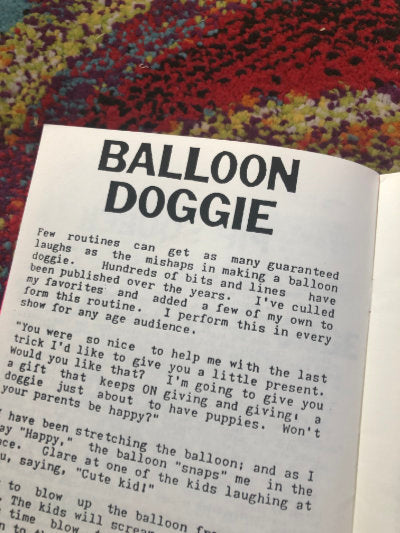 BALLOON
DOGGIE
Few routines can get as many guaranteed
laughs as the mishaps in making a balloon
doggie. Hundreds of bits and lines have
been published over the years. I've culled
my favorites and added a few of my own to
form this routine. I perform this in every
show for any age audience.
"You were so nice to help me with the last
trick I'd like to give you a little present.
Would you like that? I'm going to give you
a gift that keeps ON giving and giving, a
doggie just about to have puppies. Won't
your parents be happy?"
have been stretching the balloon; and as I
"Happy," the balloon "snaps" me in the
Glare at one of the kids laughing at
saying, "Cute kid!"
to blow up the balloon
The kids will
time blow